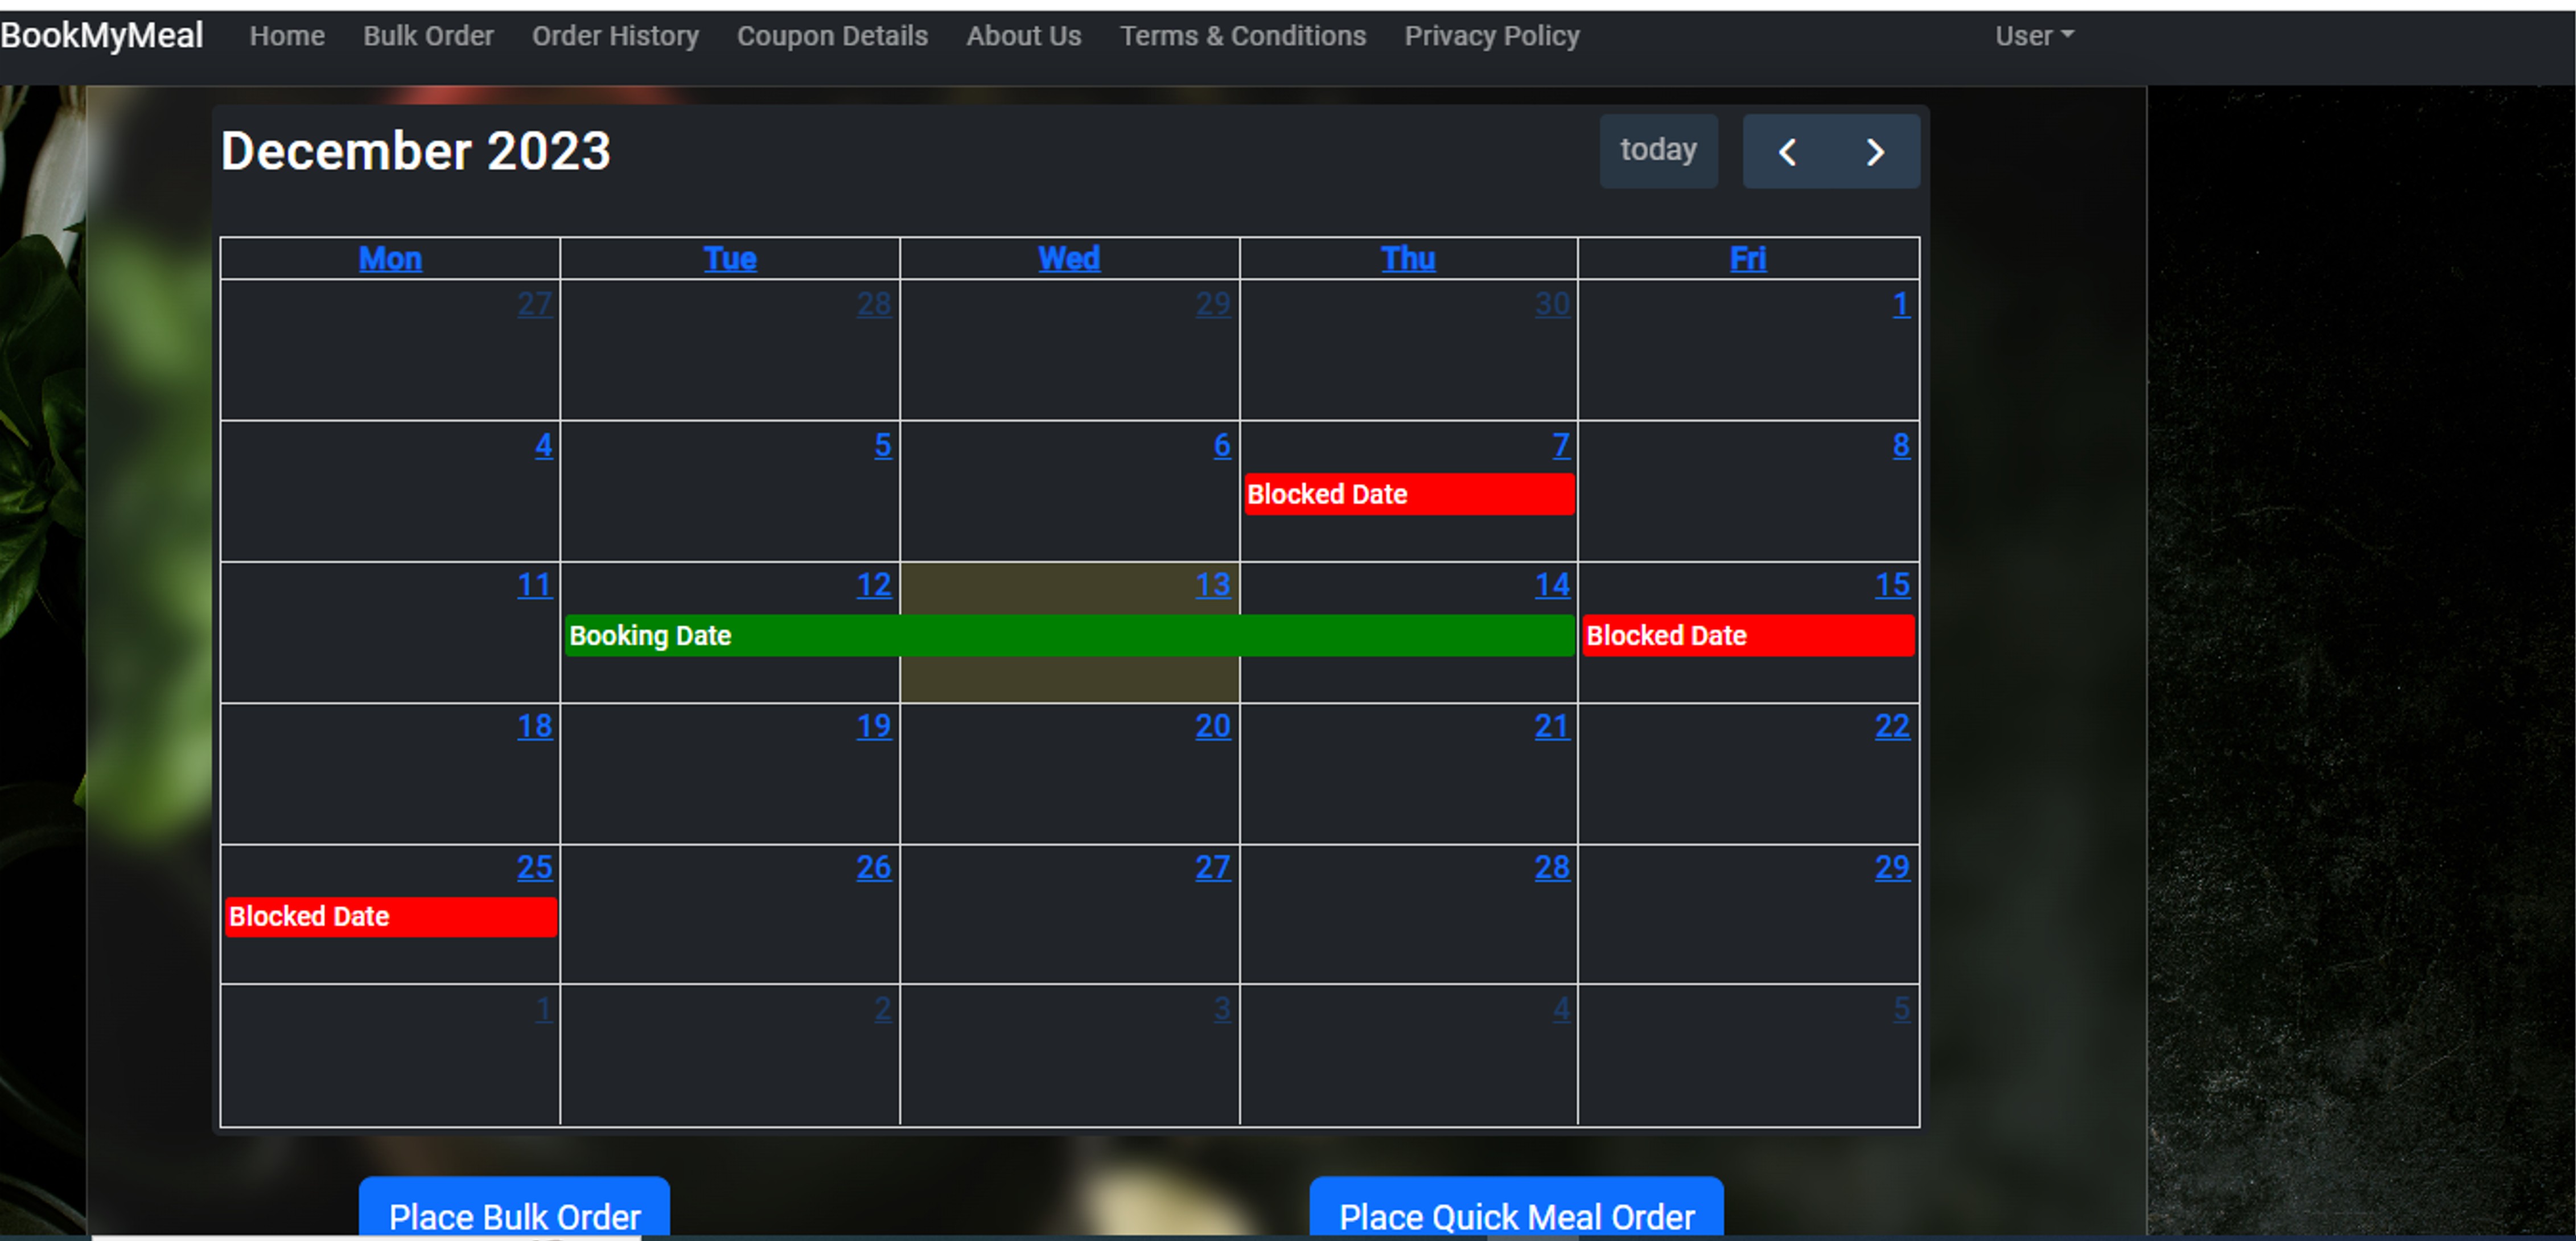 BookMyMeal Home Bulk Order Order History Coupon Details About Us Terms & Conditions Privacy Policy User
December 2023 today
Mon Tue Wed Thu Fri
27 28 29 30 1
4 5 6 7 8
Blocked Date
11 12 13 14 15
Booking Date Blocked Date
18 19 20 21 22
25 26 27 28 29
Blocked Date
1 2 3 4 5
Place Bulk Order Place Quick Meal Order